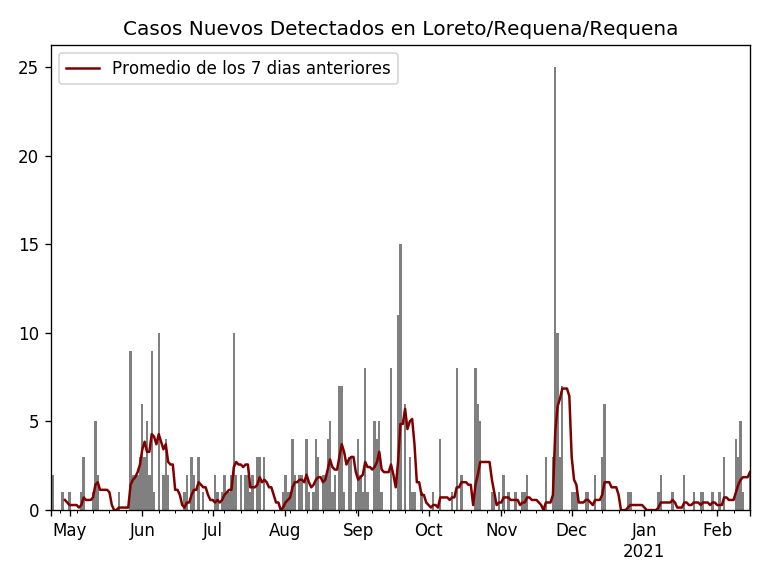 Casos Nuevos Detectados en Loreto/Requena/Requena
Promedio de los 7 dias anteriores
25
20
15
10
5
0
May Jun Jul Aug Sep Oct Nov Dec Jan Feb
2021